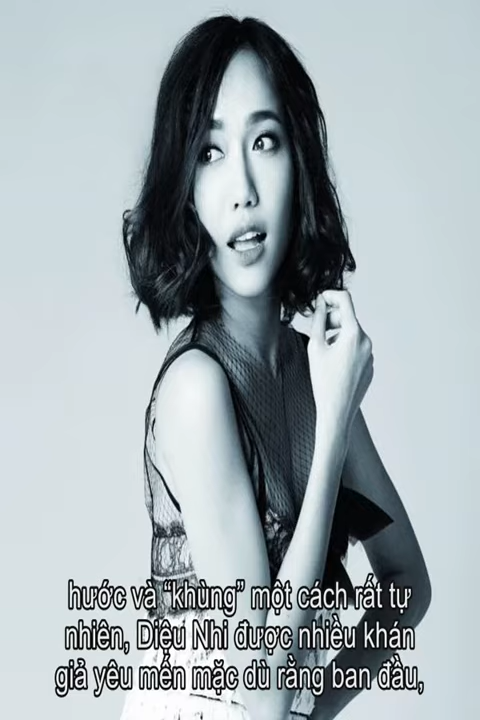 hước và “khùng” một cách rất tự
nhiên, Diệu Nhi được nhiều khán
giả yêu mến mặc dù rằng ban đầu,